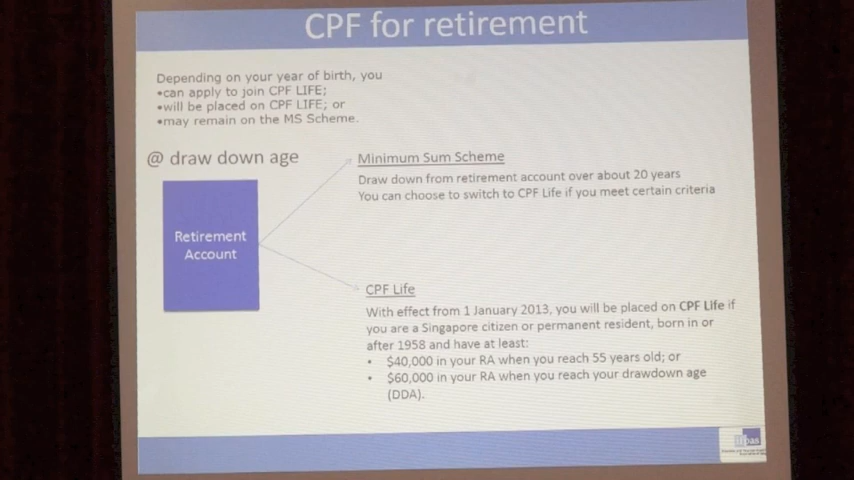 CPF for retirement
Depending on your year of birth, you
•can apply to join CPF LIFE;
•will be placed on CPF LIFE; or
•may remain on the MS Scheme.
@ draw down age
Retirement
Account
Minimum Sum Scheme
Draw down from retirement account over about 20 years
You can choose to switch to CPF Life if you meet certain criteria
CPF Life
With effect from 1 January 2013, you will be placed on CPF Life if
you are a Singapore citizen or permanent resident, born in or
after 1958 and have at least:
• $40,000 in your RA when you reach 55 years old; or
• $60,000 in your RA when you reach your drawdown age
(DDA).